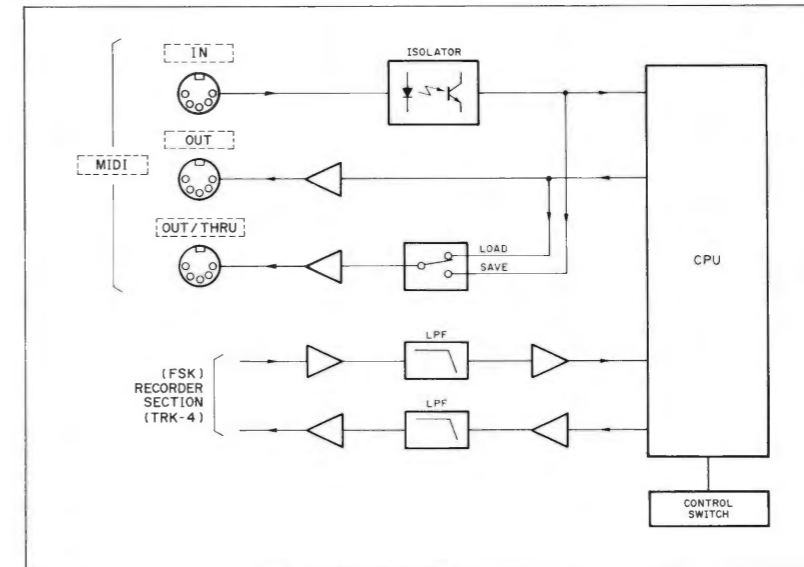 IN
ISOLATOR
OUT
MIDI
OUT/THRU
LOAD
SAVE
CPU
LPF
(FSK)
RECORDER
SECTION
(TRK-4)
LPF
CONTROL
SWITCH